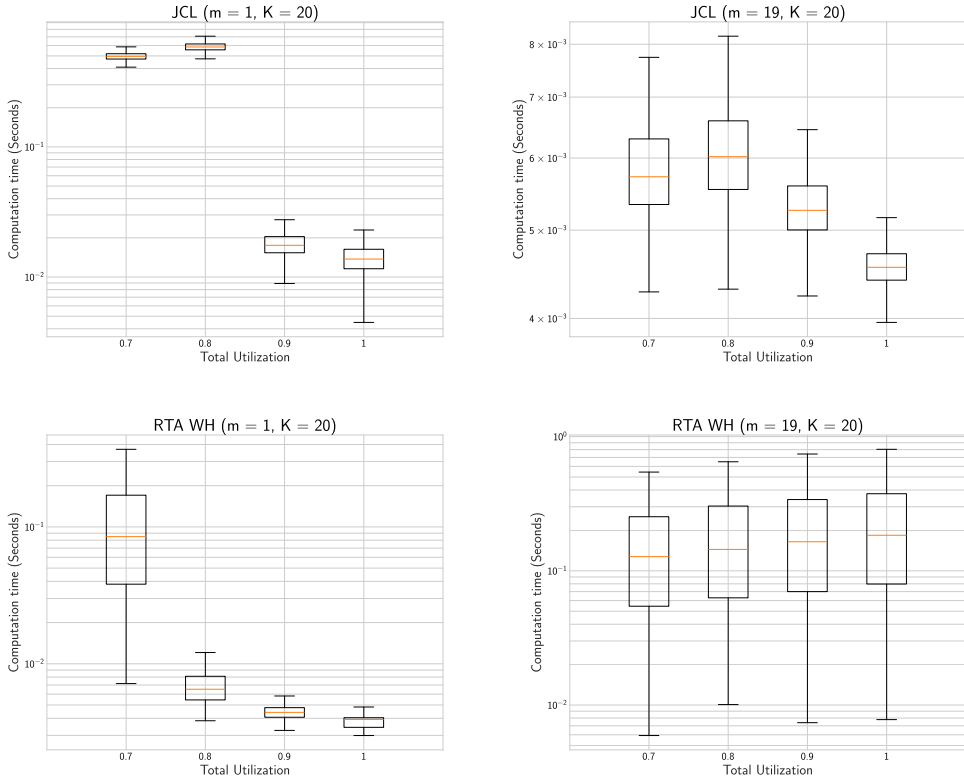 JCL (m = 1, K = 20)
Computation time (Seconds)
10⁻¹
10⁻²
0.7 0.8 0.9 1
Total Utilization
JCL (m = 19, K = 20)
Computation time (Seconds)
8 × 10⁻³
7 × 10⁻³
6 × 10⁻³
5 × 10⁻³
4 × 10⁻³
0.7 0.8 0.9 1
Total Utilization
RTA WH (m = 1, K = 20)
Computation time (Seconds)
10⁻¹
10⁻²
0.7 0.8 0.9 1
Total Utilization
RTA WH (m = 19, K = 20)
Computation time (Seconds)
10⁰
10⁻¹
10⁻²
0.7 0.8 0.9 1
Total Utilization